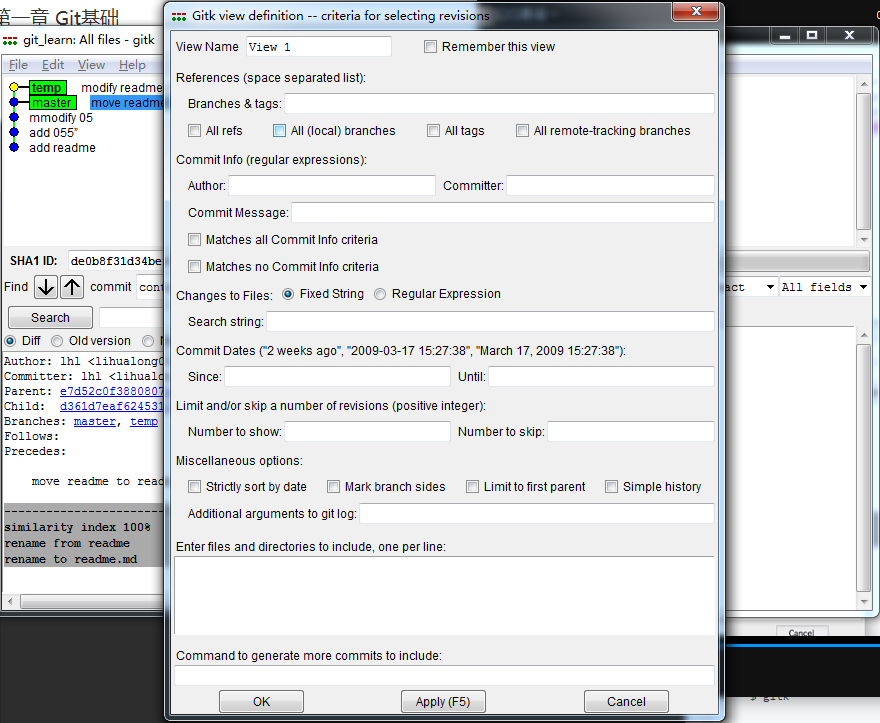 第一章 Git基础
git_learn: All files - gitk
File Edit View Help
temp modify readme
master move readme
mmodify 05
add 055"
add readme
SHA1 ID: de0b8f31d34be
Find commit
Search
Diff Old version
Author: lhl <lihualong
Committer: lhl <lihualo
Parent: e7d52c0f3880807
Child: d361d7eaf624531
Branches: master, temp
Follows:
Precedes:
move readme to
similarity index 100%
rename from readme
rename to readme.md
Gitk view definition -- criteria for selecting revisions
View Name View 1 Remember this view
References (space separated list):
Branches & tags:
All refs All (local) branches All tags All remote-tracking branches
Commit Info (regular expressions):
Author: Committer:
Commit Message:
Matches all Commit Info criteria
Matches no Commit Info criteria
Changes to Files: Fixed String Regular Expression
Search string:
Commit Dates ("2 weeks ago", "2009-03-17 15:27:38", "March 17, 2009 15:27:38"):
Since: Until:
Limit and/or skip a number of revisions (positive integer):
Number to show: Number to skip:
Miscellaneous options:
Strictly sort by date Mark branch sides Limit to first parent Simple history
Additional arguments to git log:
Enter files and directories to include, one per line:
Command to generate more commits to include:
OK Apply (F5) Cancel
All fields
Cancel
$ gitk